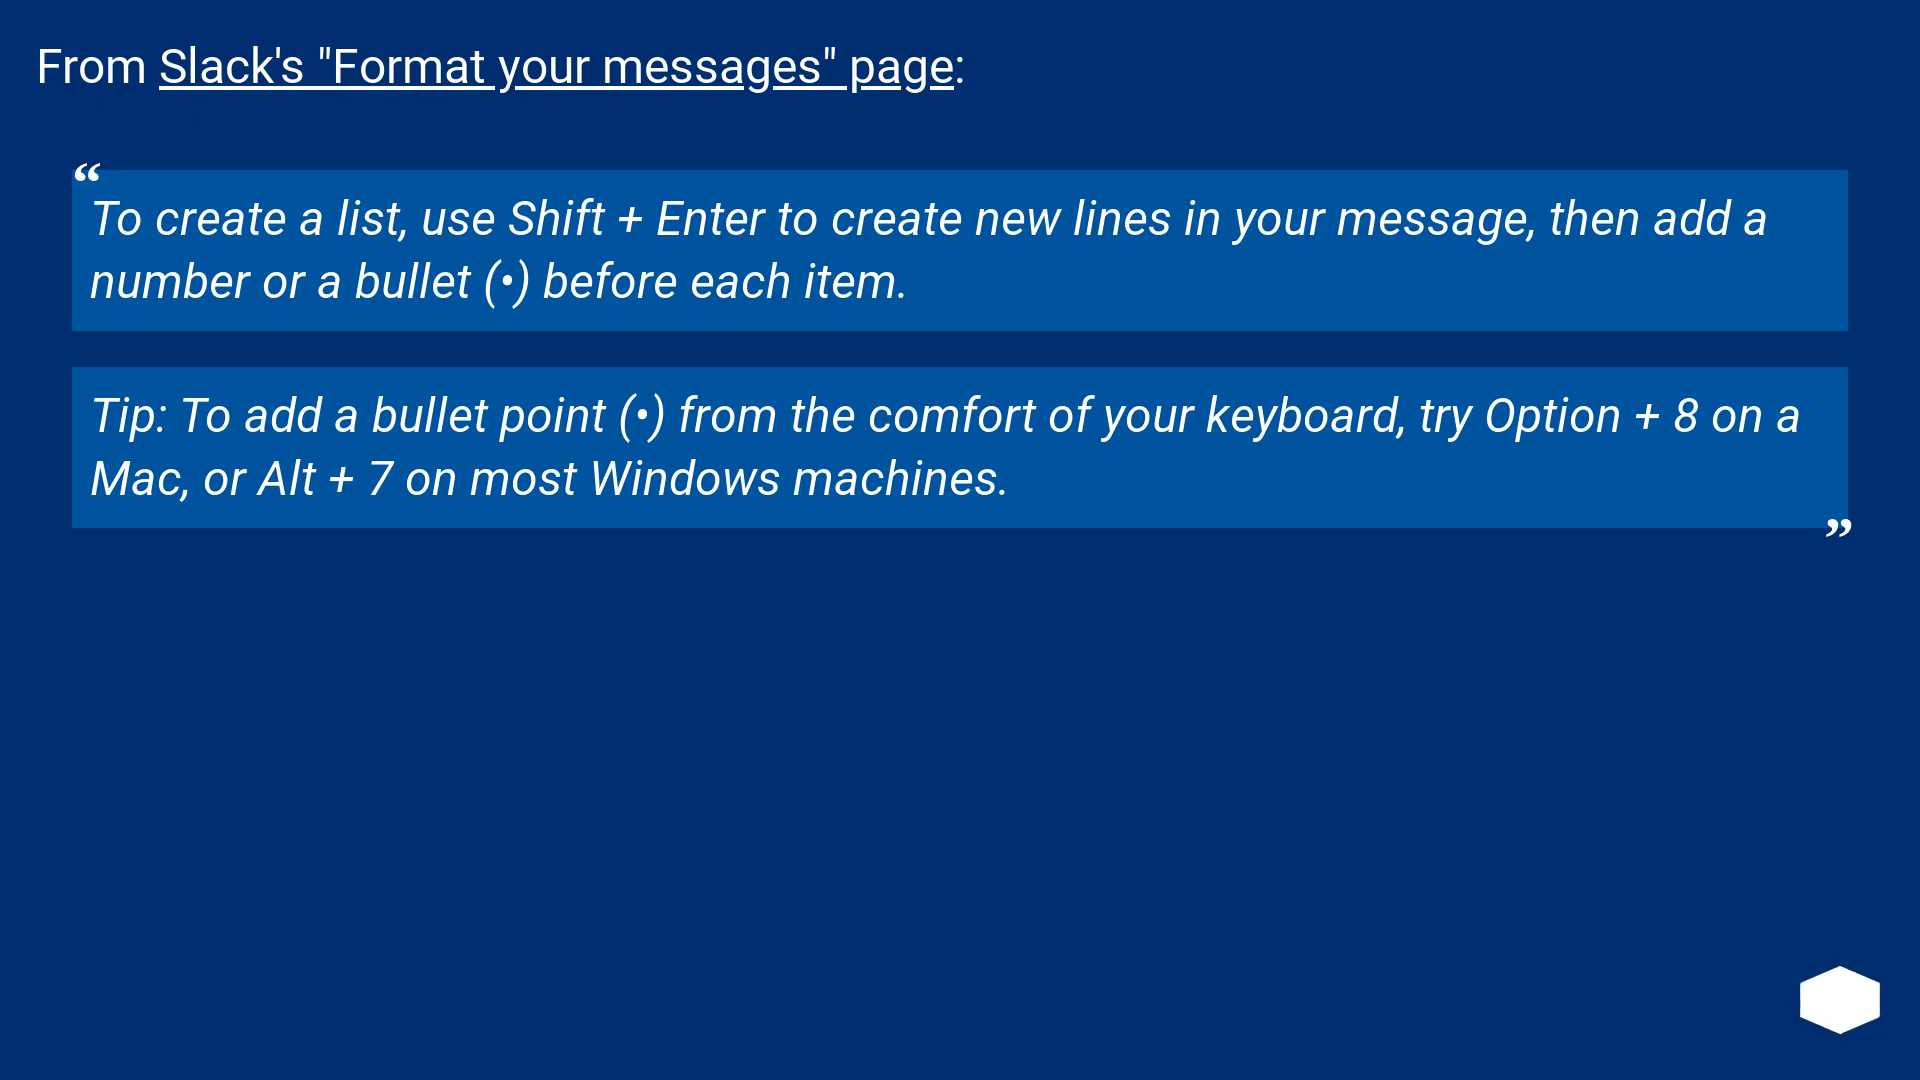 From Slack's "Format your messages" page:
“
To create a list, use Shift + Enter to create new lines in your message, then add a
number or a bullet (•) before each item.
Tip: To add a bullet point (•) from the comfort of your keyboard, try Option + 8 on a
Mac, or Alt + 7 on most Windows machines.
”